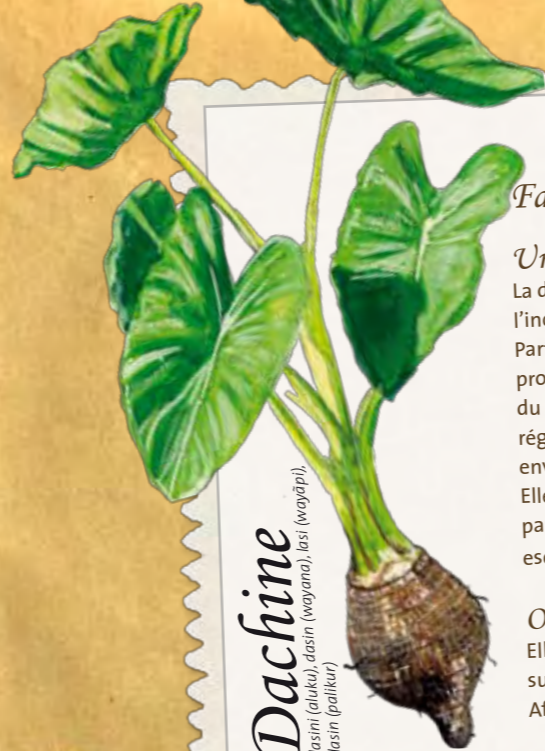 Dachine
dasini (aluku), dasin (wayana), lasi (wayãpi),
dasin (palikur)
Fa
Un
La d
l'ind
Par
pro
du
rég
env
Elle
pa
esc
O
Ell
su
Af